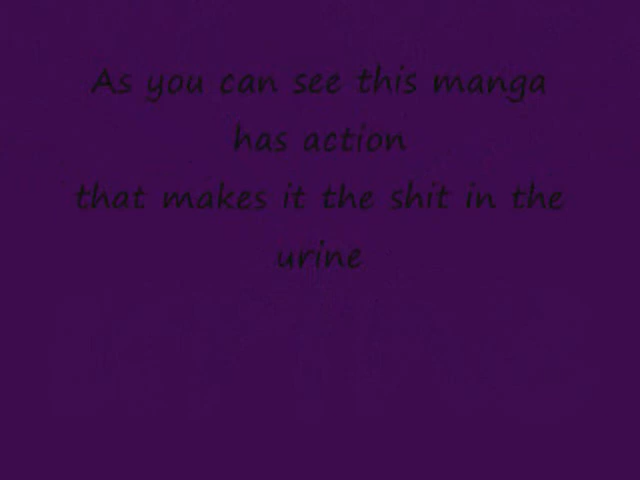 As you can see this manga
has action
that makes it the shit in the
urine